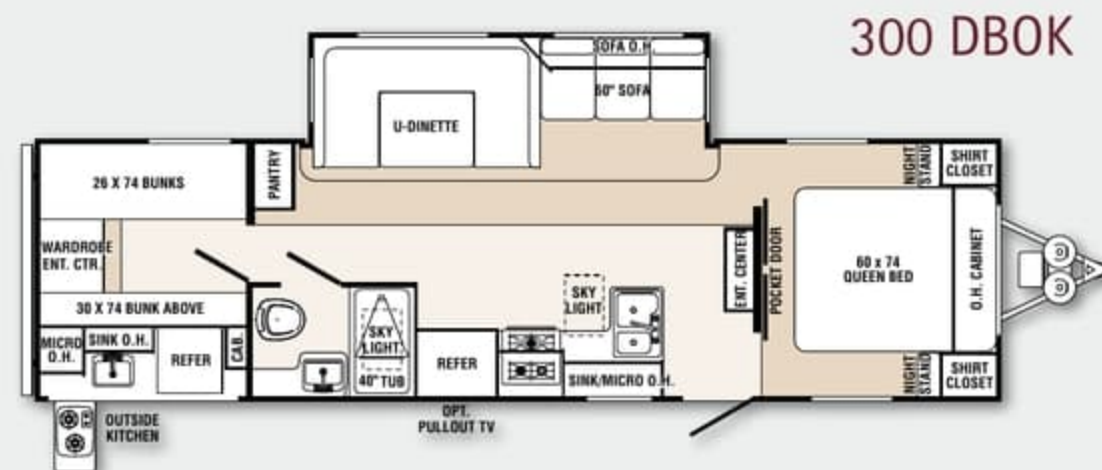 300 DBOK
SOFA O.H.
60" SOFA
U-DINETTE
26 X 74 BUNKS
PANTRY
NIGHT
STAND
SHIRT
CLOSET
WARDROBE
ENT. CTR.
ENT. CENTER
POCKET DOOR
60 x 74
QUEEN BED
O.H. CABINET
30 X 74 BUNK ABOVE
SKY
LIGHT
MICRO
O.H.
SINK O.H.
REFER
CAB.
SKY
LIGHT
40" TUB
REFER
SINK/MICRO O.H.
NIGHT
STAND
SHIRT
CLOSET
OUTSIDE
KITCHEN
OPT.
PULLOUT TV